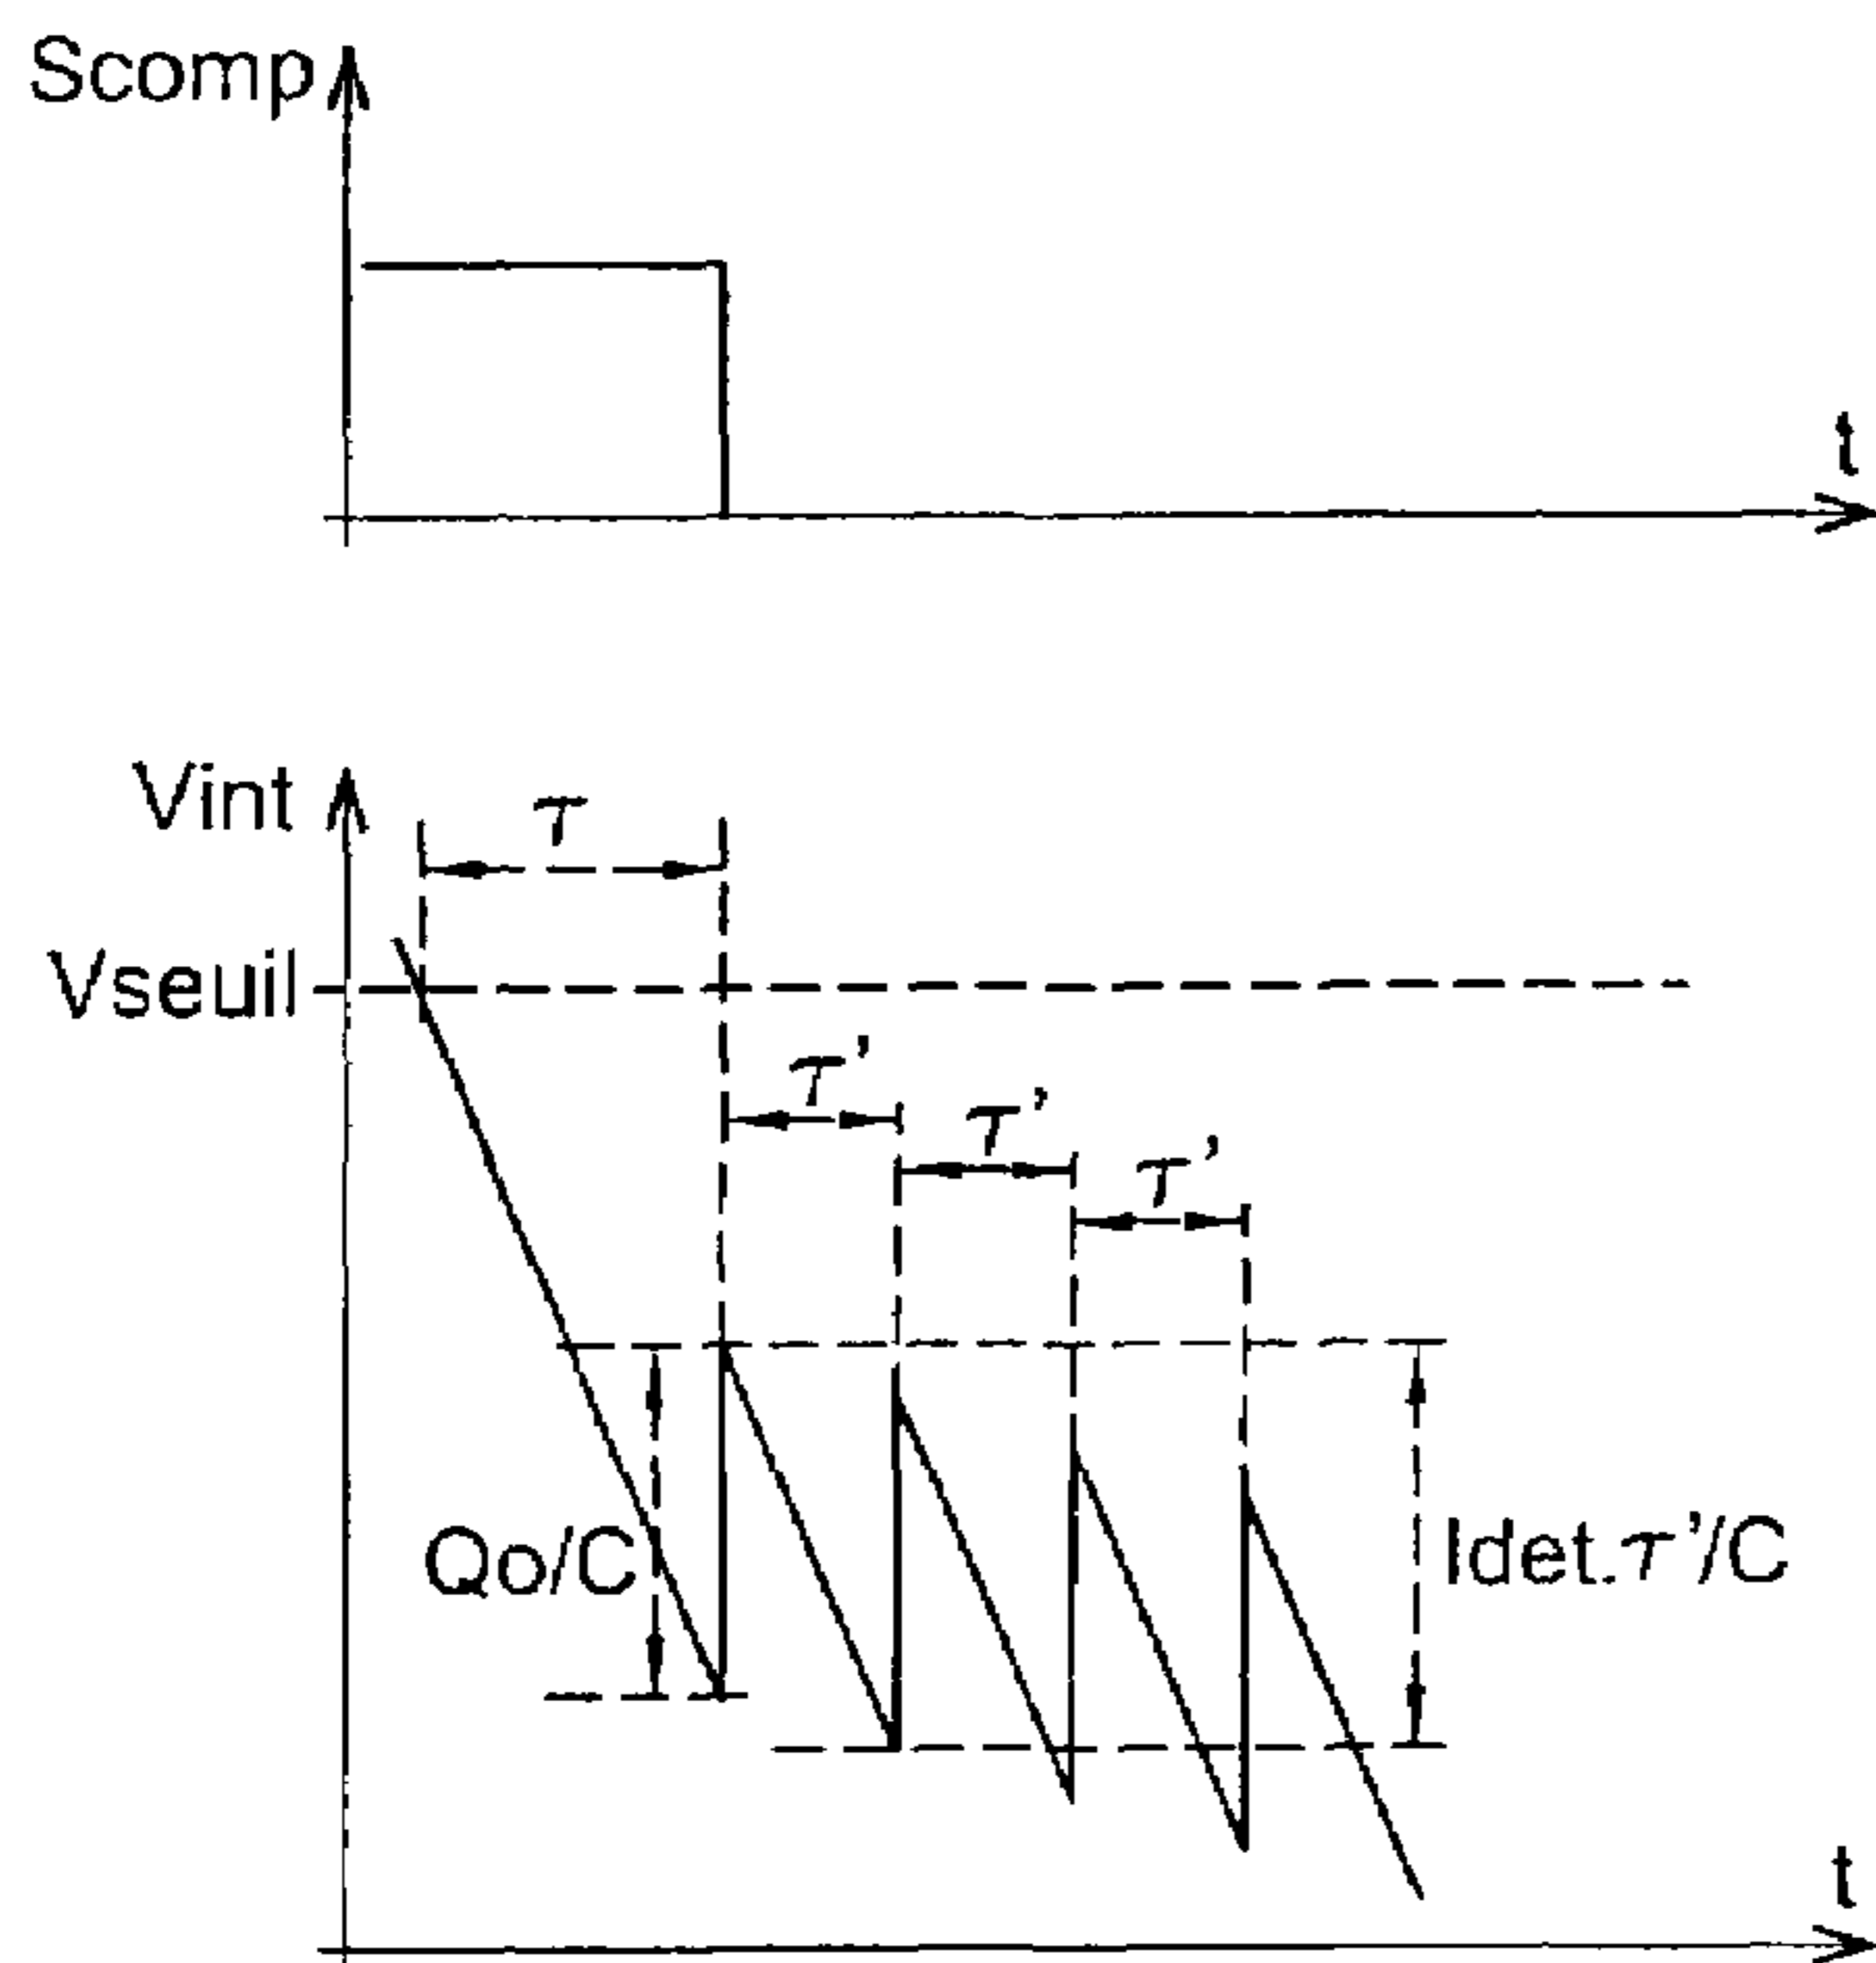 Scomp
t
Vint
τ
Vseuil
τ’
τ’
τ’
Qo/C
Idet.τ’/C
t